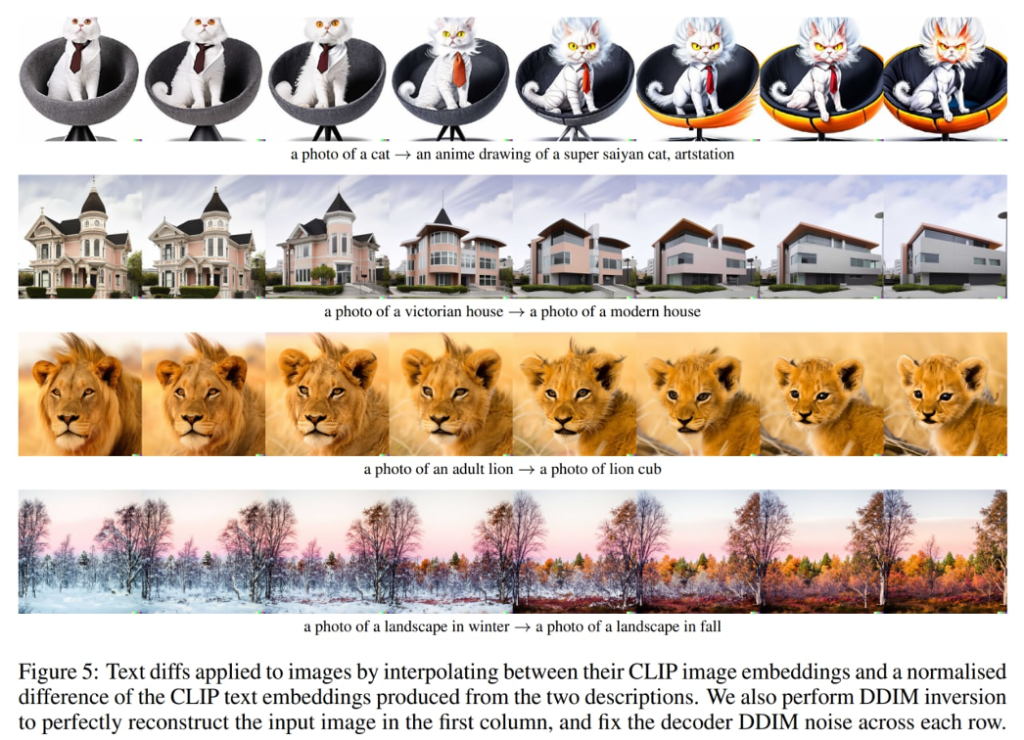 a photo of a cat → an anime drawing of a super saiyan cat, artstation
a photo of a victorian house → a photo of a modern house
a photo of an adult lion → a photo of lion cub
a photo of a landscape in winter → a photo of a landscape in fall
Figure 5: Text diffs applied to images by interpolating between their CLIP image embeddings and a normalised
difference of the CLIP text embeddings produced from the two descriptions. We also perform DDIM inversion
to perfectly reconstruct the input image in the first column, and fix the decoder DDIM noise across each row.